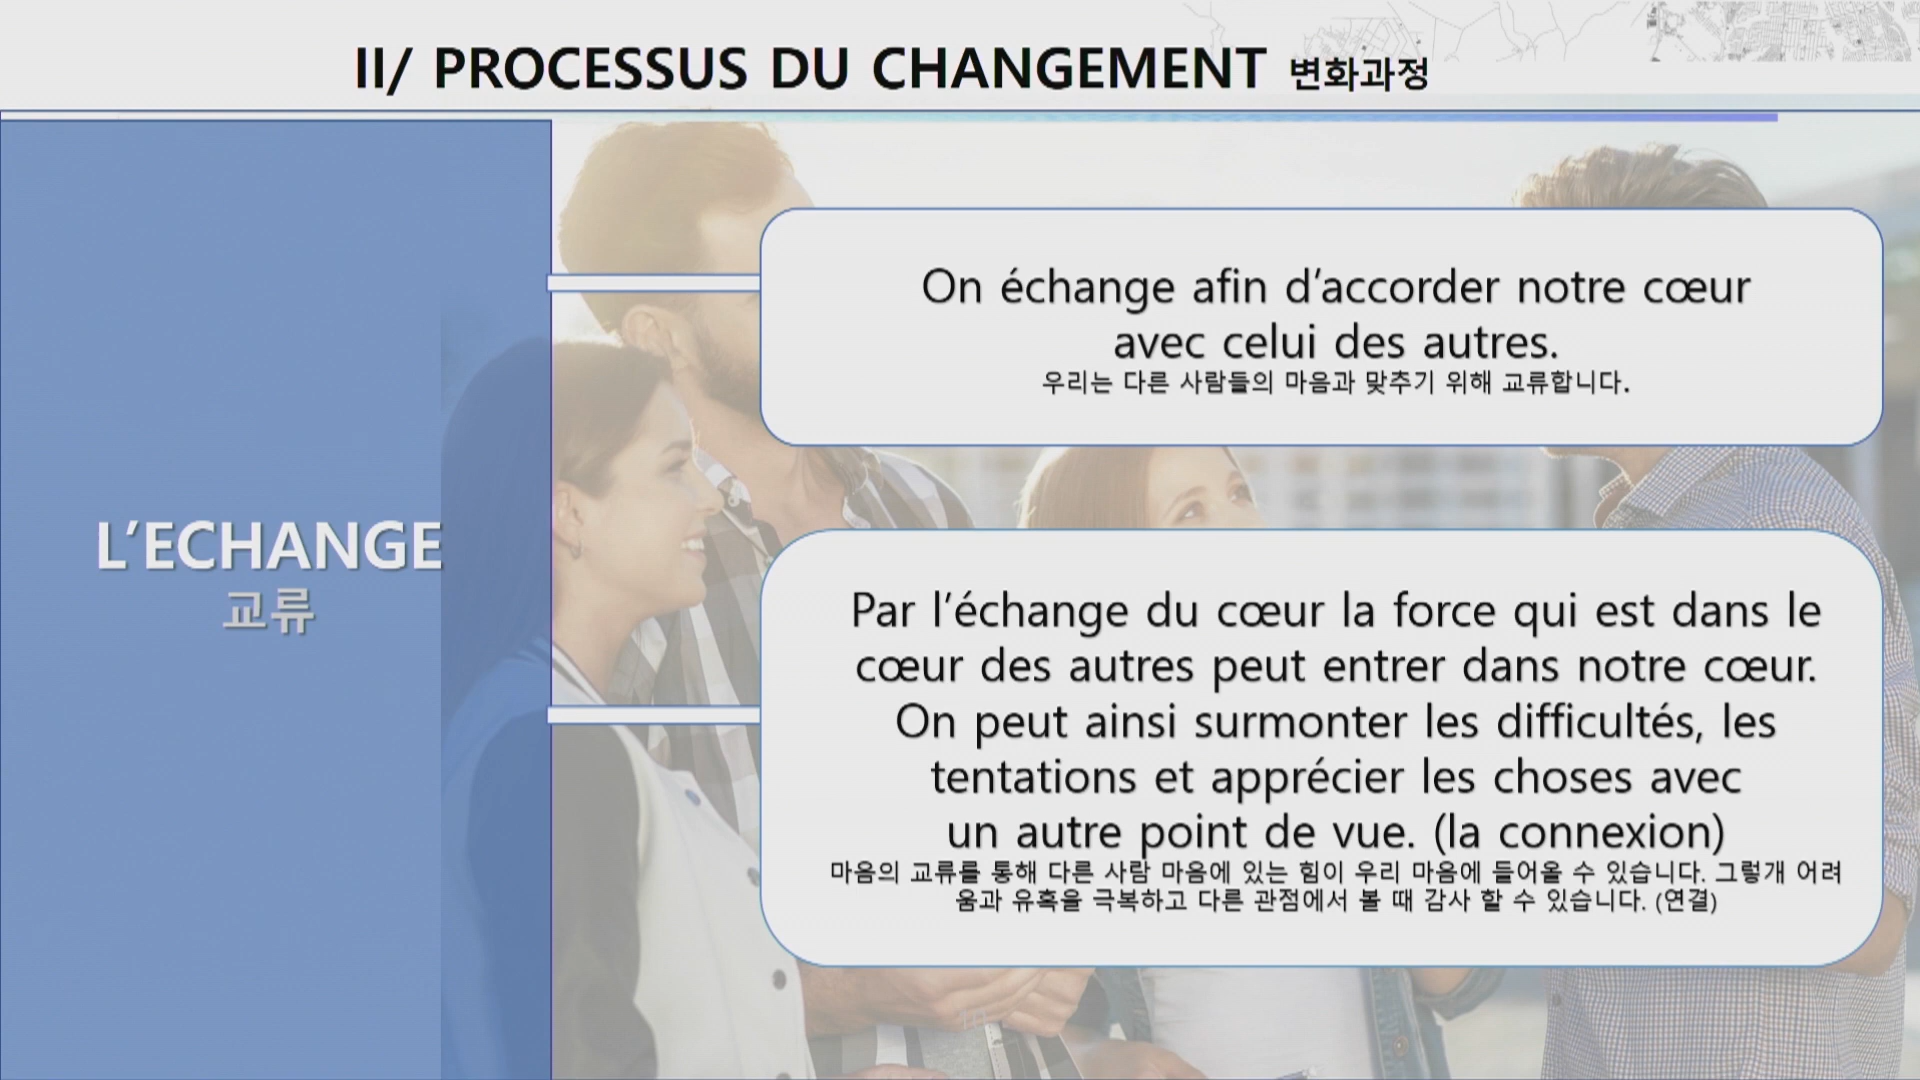 II/ PROCESSUS DU CHANGEMENT 변화과정
L’ECHANGE
교류
On échange afin d’accorder notre cœur
avec celui des autres.
우리는 다른 사람들의 마음과 맞추기 위해 교류합니다.
Par l’échange du cœur la force qui est dans le
cœur des autres peut entrer dans notre cœur.
On peut ainsi surmonter les difficultés, les
tentations et apprécier les choses avec
un autre point de vue. (la connexion)
마음의 교류를 통해 다른 사람 마음에 있는 힘이 우리 마음에 들어올 수 있습니다. 그렇개 어려
움과 유혹을 극복하고 다른 관점에서 볼 때 감사 할 수 있습니다. (연결)